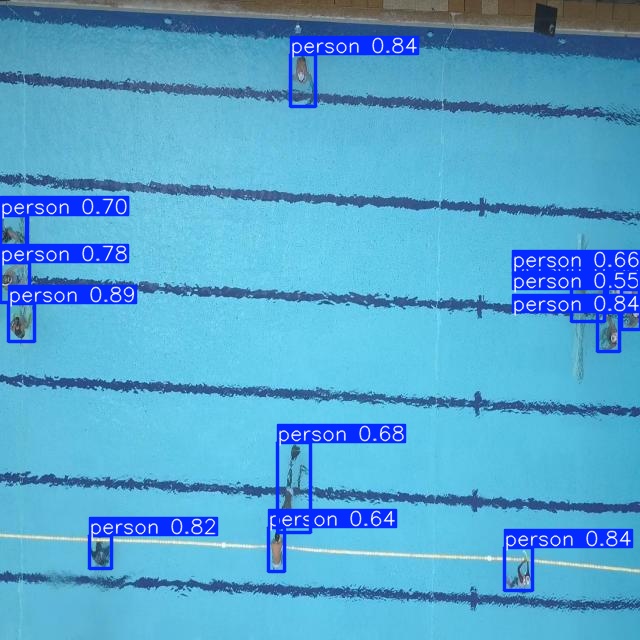 person 0.84
person 0.70
person 0.78
person 0.89
person 0.66
person 0.55
person 0.84
person 0.68
person 0.64
person 0.82
person 0.84